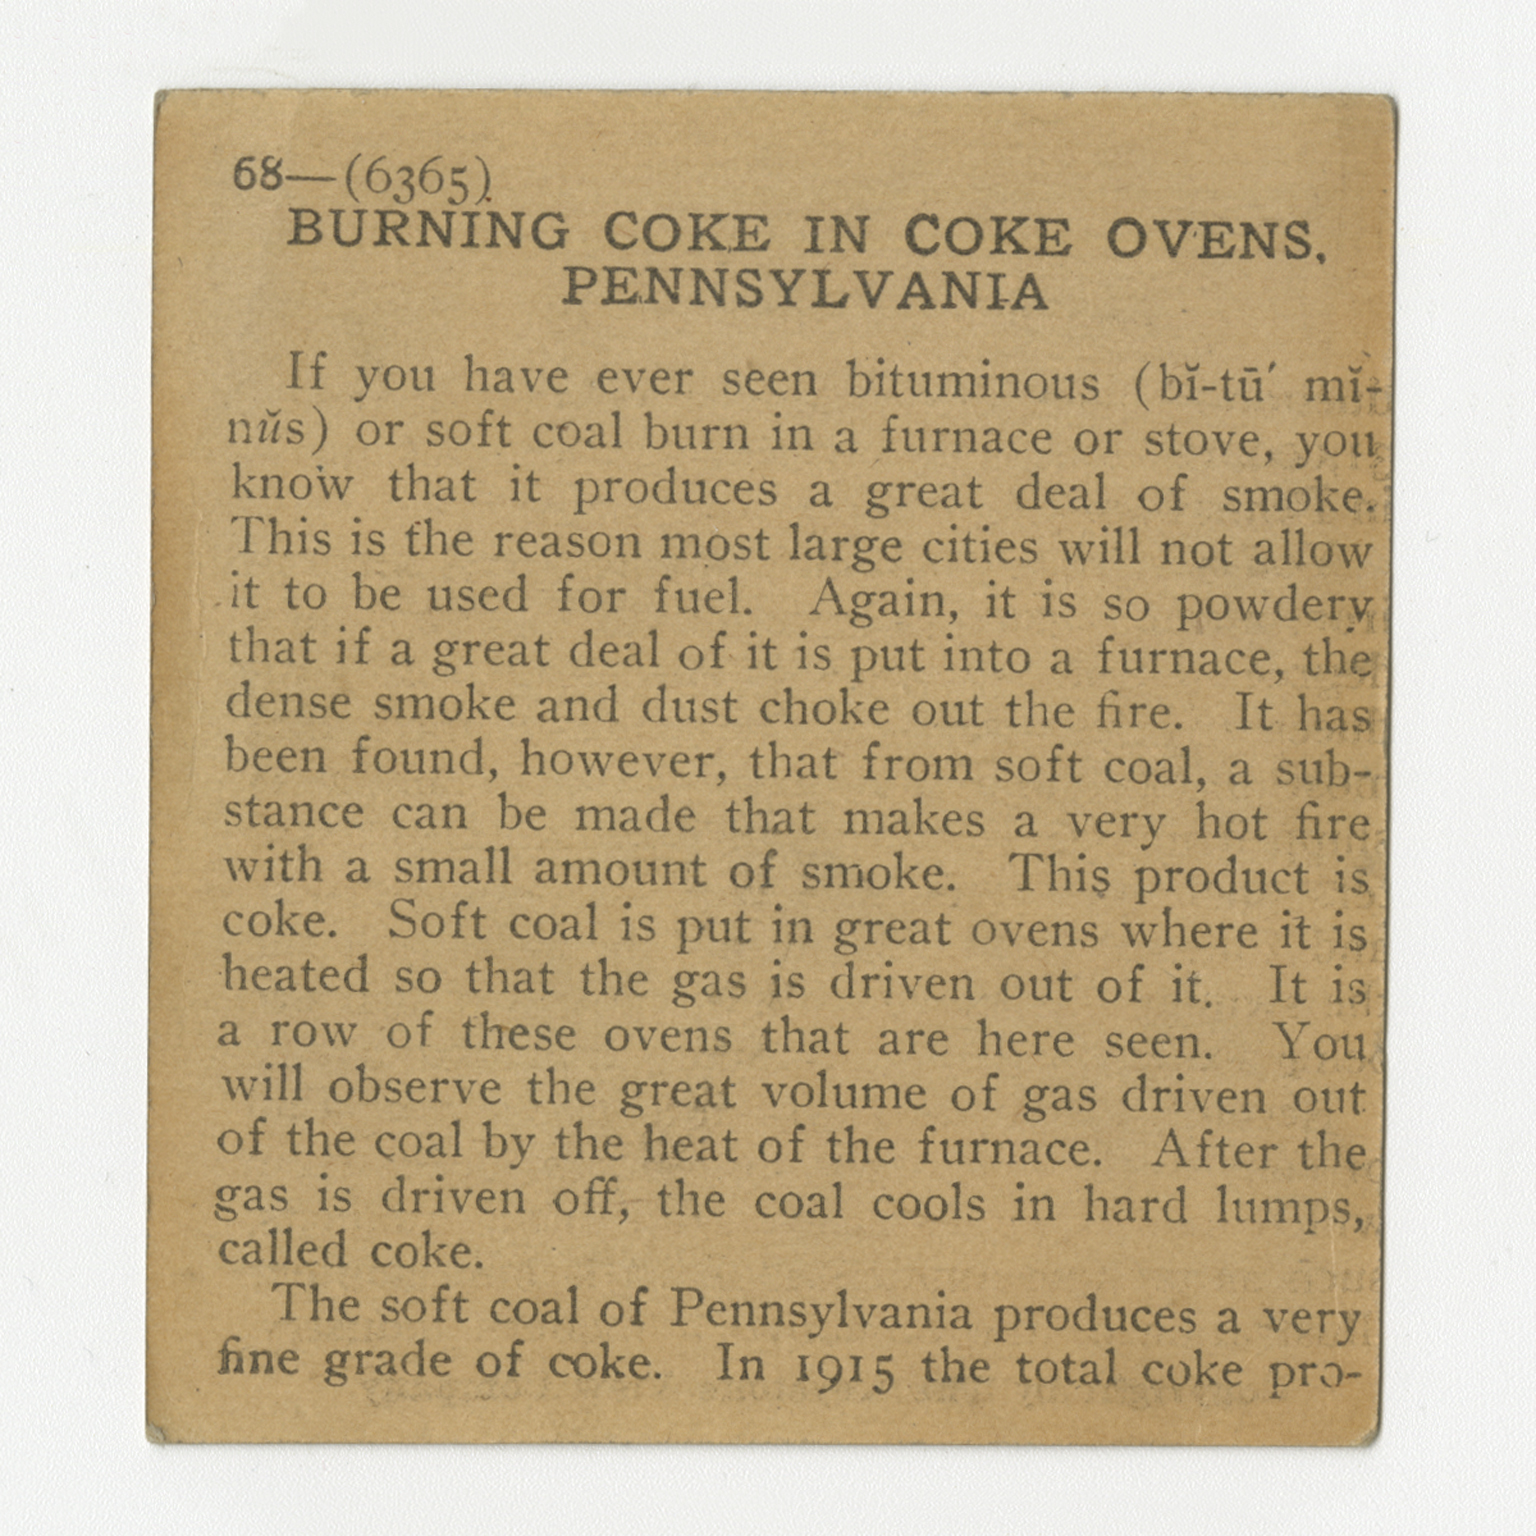 68—(6365)
BURNING COKE IN COKE OVENS,
PENNSYLVANIA
If you have ever seen bituminous (bĭ-tū′ mĭ-
nŭs) or soft coal burn in a furnace or stove, you
know that it produces a great deal of smoke.
This is the reason most large cities will not allow
it to be used for fuel. Again, it is so powdery
that if a great deal of it is put into a furnace, the
dense smoke and dust choke out the fire. It has
been found, however, that from soft coal, a sub-
stance can be made that makes a very hot fire
with a small amount of smoke. This product is
coke. Soft coal is put in great ovens where it is
heated so that the gas is driven out of it. It is
a row of these ovens that are here seen. You
will observe the great volume of gas driven out
of the coal by the heat of the furnace. After the
gas is driven off, the coal cools in hard lumps,
called coke.
The soft coal of Pennsylvania produces a very
fine grade of coke. In 1915 the total coke pro-